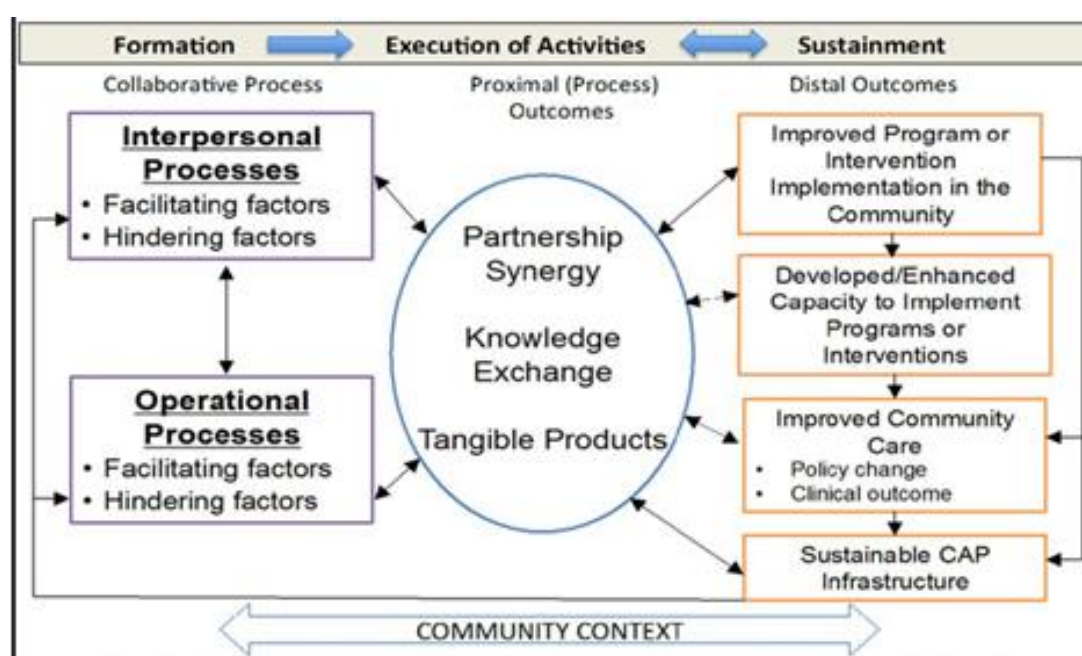 Formation
Execution of Activities
Sustainment
Collaborative Process
Proximal (Process)
Outcomes
Distal Outcomes
Interpersonal
Processes
• Facilitating factors
• Hindering factors
Operational
Processes
• Facilitating factors
• Hindering factors
Partnership
Synergy
Knowledge
Exchange
Tangible Products
Improved Program or
Intervention
Implementation in the
Community
Developed/Enhanced
Capacity to Implement
Programs or
Interventions
Improved Community
Care
• Policy change
• Clinical outcome
Sustainable CAP
Infrastructure
COMMUNITY CONTEXT